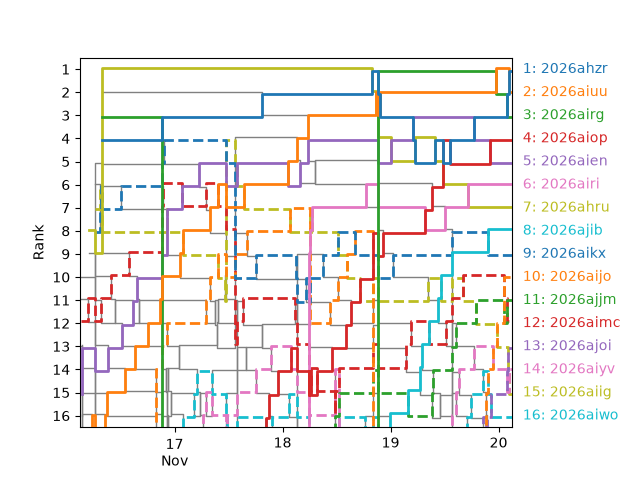 1
2
3
4
5
6
7
8
9
10
11
12
13
14
15
16
Rank
17
18
19
20
Nov
1: 2026ahzr
2: 2026aiuu
3: 2026airg
4: 2026aiop
5: 2026aien
6: 2026airi
7: 2026ahru
8: 2026ajib
9: 2026aikx
10: 2026aijo
11: 2026ajjm
12: 2026aimc
13: 2026ajoi
14: 2026aiyv
15: 2026aiig
16: 2026aiwo